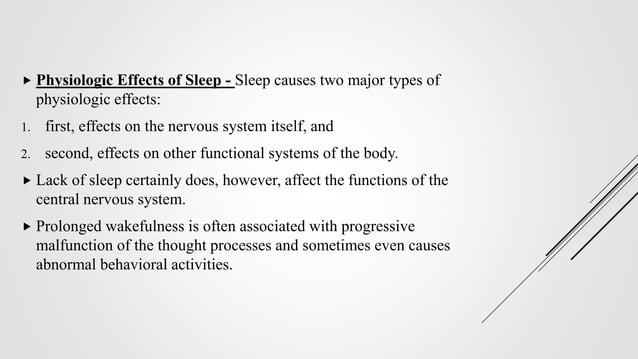 Physiologic Effects of Sleep - Sleep causes two major types of
physiologic effects:
1. first, effects on the nervous system itself, and
2. second, effects on other functional systems of the body.
Lack of sleep certainly does, however, affect the functions of the
central nervous system.
Prolonged wakefulness is often associated with progressive
malfunction of the thought processes and sometimes even causes
abnormal behavioral activities.